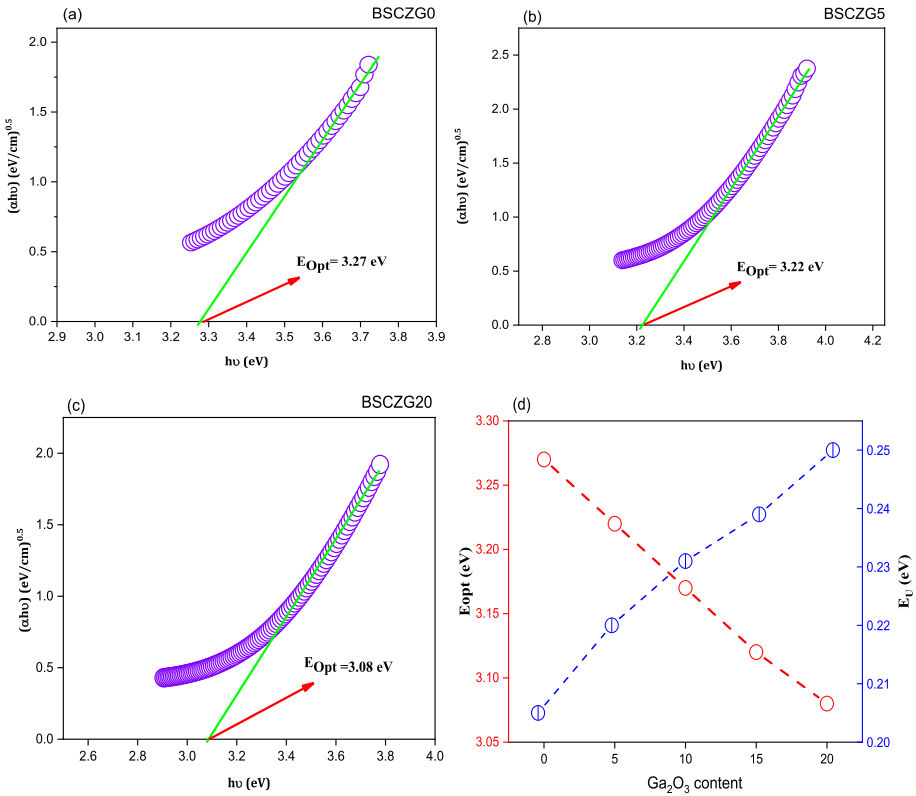 (a)
BSCZG0
2.0
1.5
1.0
0.5
0.0
(αhυ) (eV/cm)^0.5
E_Opt= 3.27 eV
2.9 3.0 3.1 3.2 3.3 3.4 3.5 3.6 3.7 3.8 3.9
hυ (eV)
(b)
BSCZG5
2.5
2.0
1.5
1.0
0.5
0.0
(αhυ) (eV/cm)^0.5
E_Opt= 3.22 eV
2.8 3.0 3.2 3.4 3.6 3.8 4.0 4.2
hυ (eV)
(c)
BSCZG20
2.0
1.5
1.0
0.5
0.0
(αhυ) (eV/cm)^0.5
E_Opt =3.08 eV
2.6 2.8 3.0 3.2 3.4 3.6 3.8 4.0
hυ (eV)
(d)
3.30
3.25
3.20
3.15
3.10
3.05
Eopt (eV)
0.25
0.24
0.23
0.22
0.21
0.20
E_U (eV)
0 5 10 15 20
Ga₂O₃ content